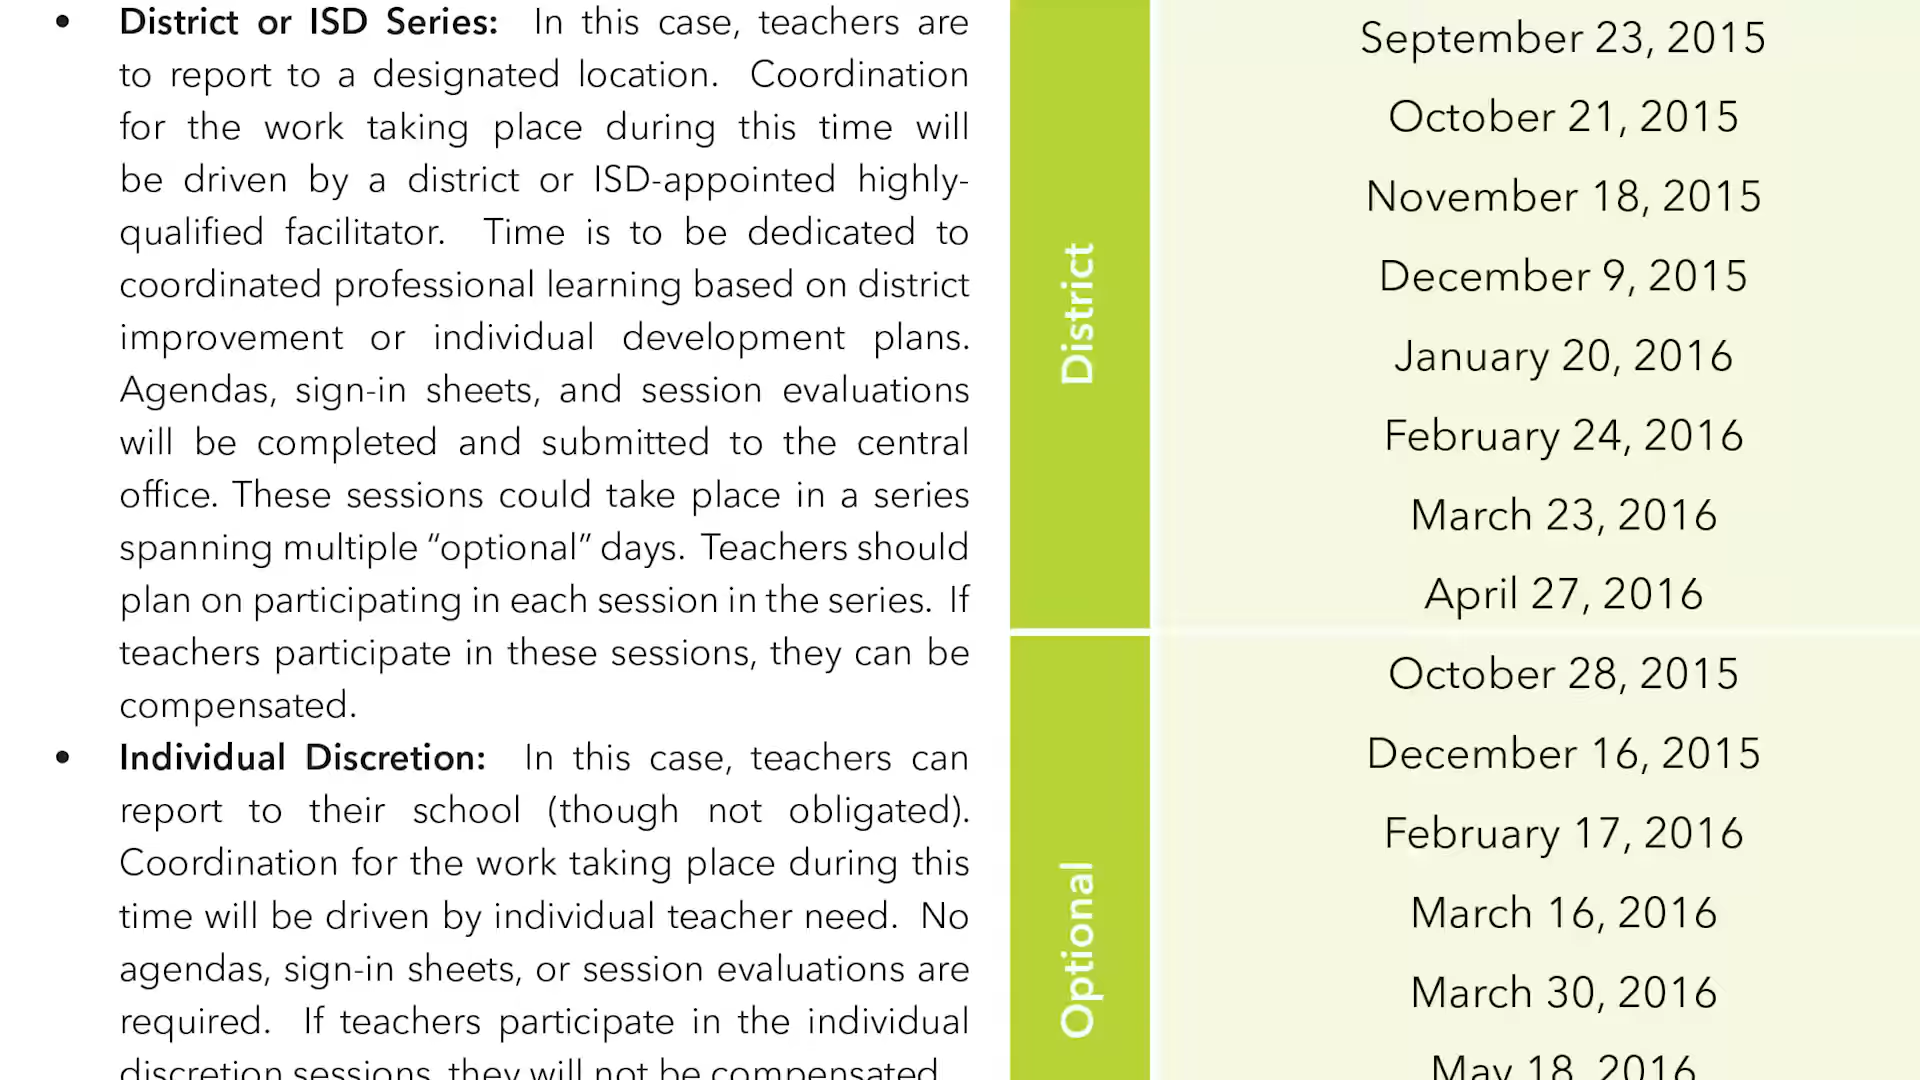 • District or ISD Series: In this case, teachers are
to report to a designated location. Coordination
for the work taking place during this time will
be driven by a district or ISD-appointed highly-
qualified facilitator. Time is to be dedicated to
coordinated professional learning based on district
improvement or individual development plans.
Agendas, sign-in sheets, and session evaluations
will be completed and submitted to the central
office. These sessions could take place in a series
spanning multiple “optional” days. Teachers should
plan on participating in each session in the series. If
teachers participate in these sessions, they can be
compensated.
• Individual Discretion: In this case, teachers can
report to their school (though not obligated).
Coordination for the work taking place during this
time will be driven by individual teacher need. No
agendas, sign-in sheets, or session evaluations are
required. If teachers participate in the individual
discretion sessions, they will not be compensated.
District
September 23, 2015
October 21, 2015
November 18, 2015
December 9, 2015
January 20, 2016
February 24, 2016
March 23, 2016
April 27, 2016
Optional
October 28, 2015
December 16, 2015
February 17, 2016
March 16, 2016
March 30, 2016
May 18, 2016